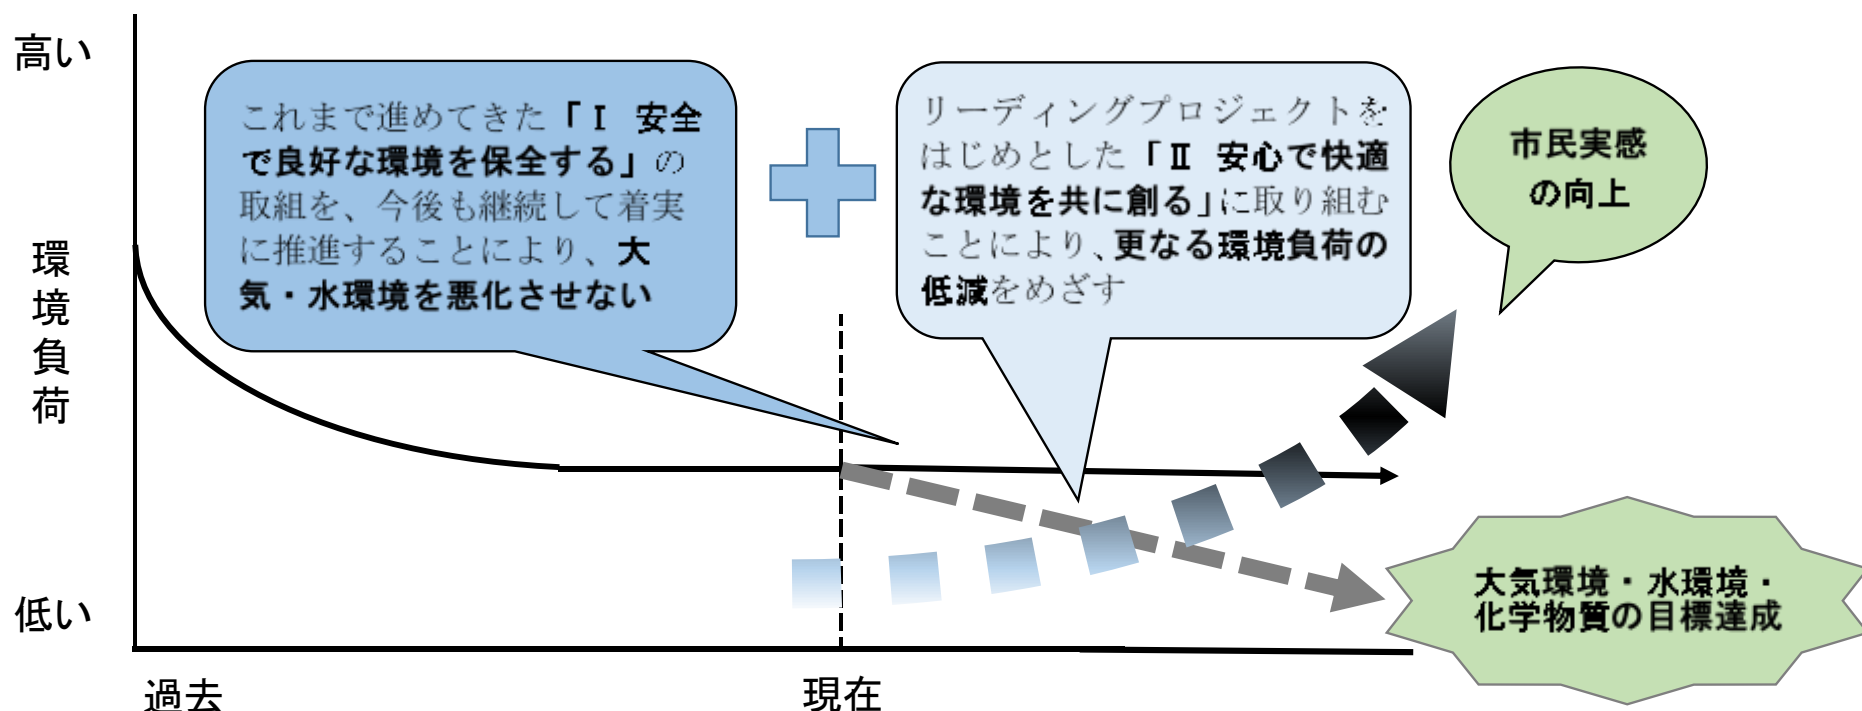 高い
これまで進めてきた「Ⅰ 安全
で良好な環境を保全する」の
取組を、今後も継続して着実
に推進することにより、大
気・水環境を悪化させない
リーディングプロジェクトを
はじめとした「Ⅱ 安心で快適
な環境を共に創る」に取り組む
ことにより、更なる環境負荷の
低減をめざす
市民実感
の向上
環境負荷
低い
大気環境・水環境・
化学物質の目標達成
過去
現在